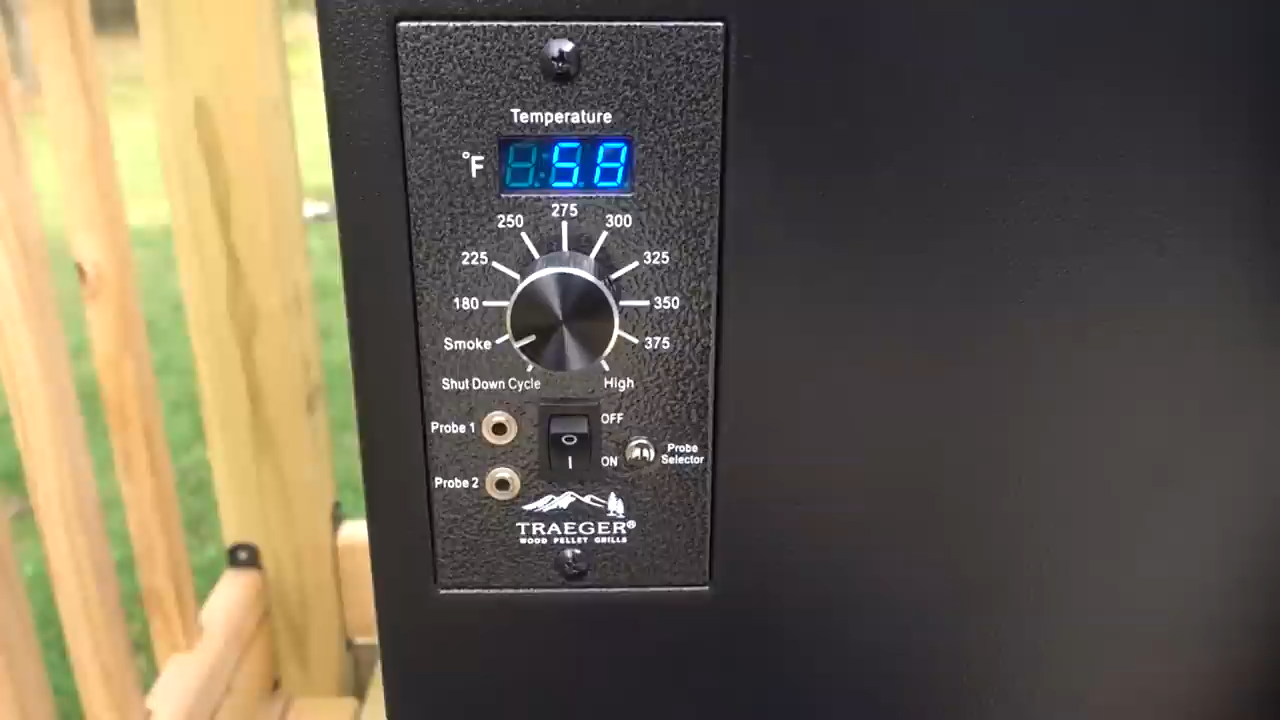 Temperature
°F 58
275
250 300
225 325
180 350
Smoke 375
Shut Down Cycle High
OFF
Probe 1
O
Probe
Selector
I ON
Probe 2
TRAEGER®
WOOD PELLET GRILLS